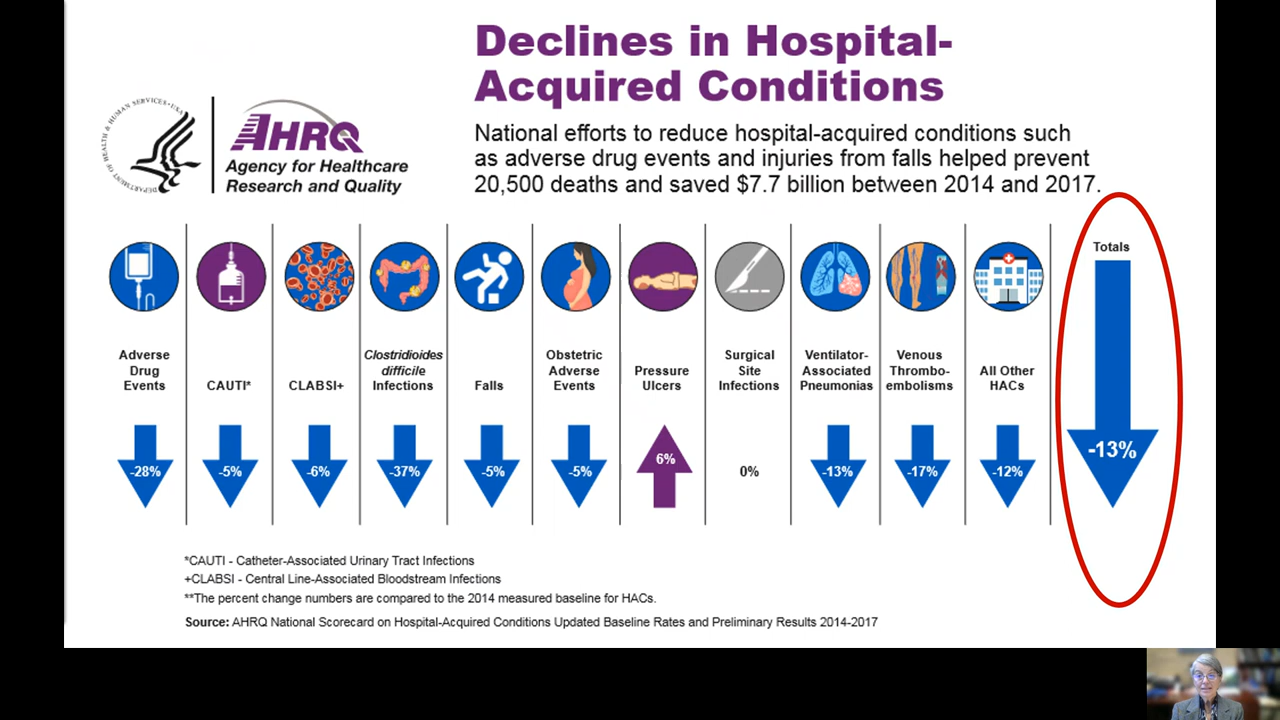 Declines in Hospital-
Acquired Conditions
DEPARTMENT OF HEALTH & HUMAN SERVICES • USA
AHRQ
Agency for Healthcare
Research and Quality
National efforts to reduce hospital-acquired conditions such
as adverse drug events and injuries from falls helped prevent
20,500 deaths and saved $7.7 billion between 2014 and 2017.
Adverse
Drug
Events
-28%
CAUTI*
-5%
CLABSI+
-6%
Clostridioides
difficile
Infections
-37%
Falls
-5%
Obstetric
Adverse
Events
-5%
Pressure
Ulcers
6%
Surgical
Site
Infections
0%
Ventilator-
Associated
Pneumonias
-13%
Venous
Thrombo-
embolisms
-17%
All Other
HACs
-12%
Totals
-13%
*CAUTI - Catheter-Associated Urinary Tract Infections
+CLABSI - Central Line-Associated Bloodstream Infections
**The percent change numbers are compared to the 2014 measured baseline for HACs.
Source: AHRQ National Scorecard on Hospital-Acquired Conditions Updated Baseline Rates and Preliminary Results 2014-2017